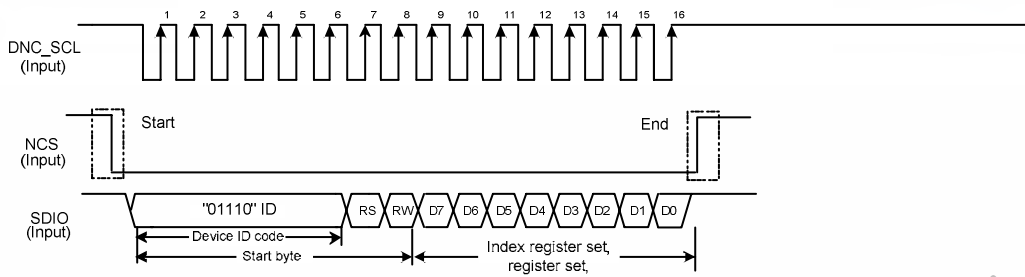 1 2 3 4 5 6 7 8 9 10 11 12 13 14 15 16
DNC_SCL
(Input)
Start
End
NCS
(Input)
"01110" ID
RS RW D7 D6 D5 D4 D3 D2 D1 D0
SDIO
(Input)
Device ID code
Start byte
Index register set,
register set,